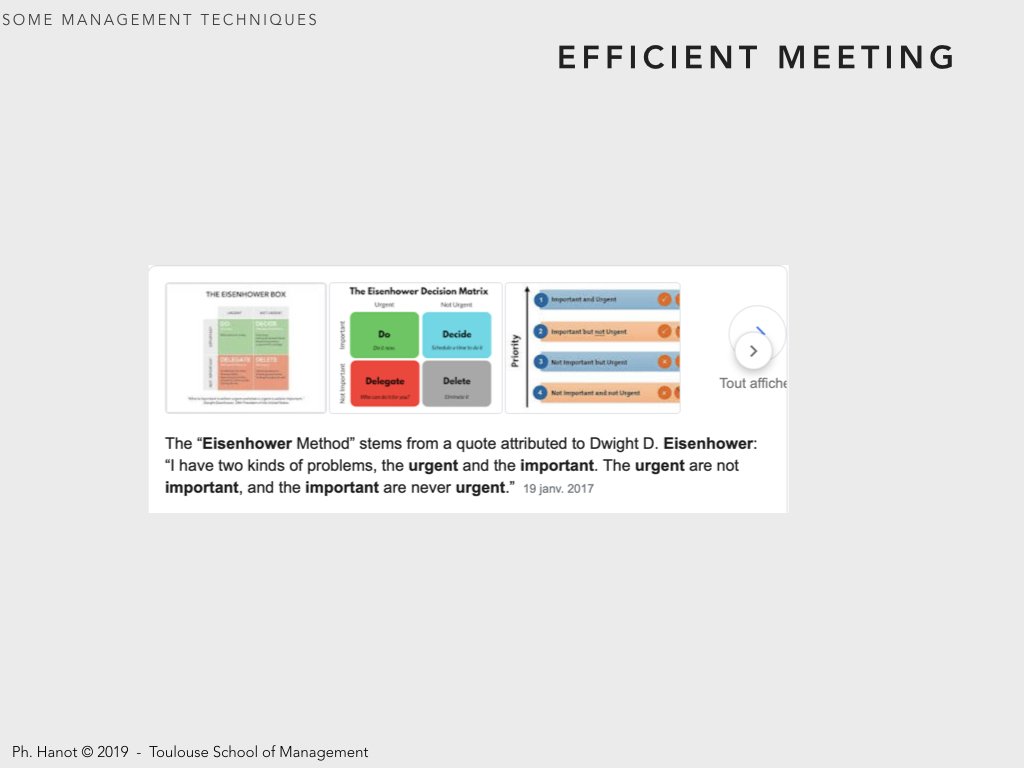 SOME MANAGEMENT TECHNIQUES
EFFICIENT MEETING
THE EISENHOWER BOX
URGENT NOT URGENT
DO DECIDE
DELEGATE DELETE
The Eisenhower Decision Matrix
Urgent Not Urgent
Important
Do
Do it now.
Decide
Schedule a time to do it
Not Important
Delegate
Who can do it for you?
Delete
Eliminate it
Priority
1 Important and Urgent
2 Important but not Urgent
3 Not Important but Urgent
4 Not Important and not Urgent
Tout affiche
The “Eisenhower Method” stems from a quote attributed to Dwight D. Eisenhower:
“I have two kinds of problems, the urgent and the important. The urgent are not
important, and the important are never urgent.” 19 janv. 2017
Ph. Hanot © 2019 - Toulouse School of Management